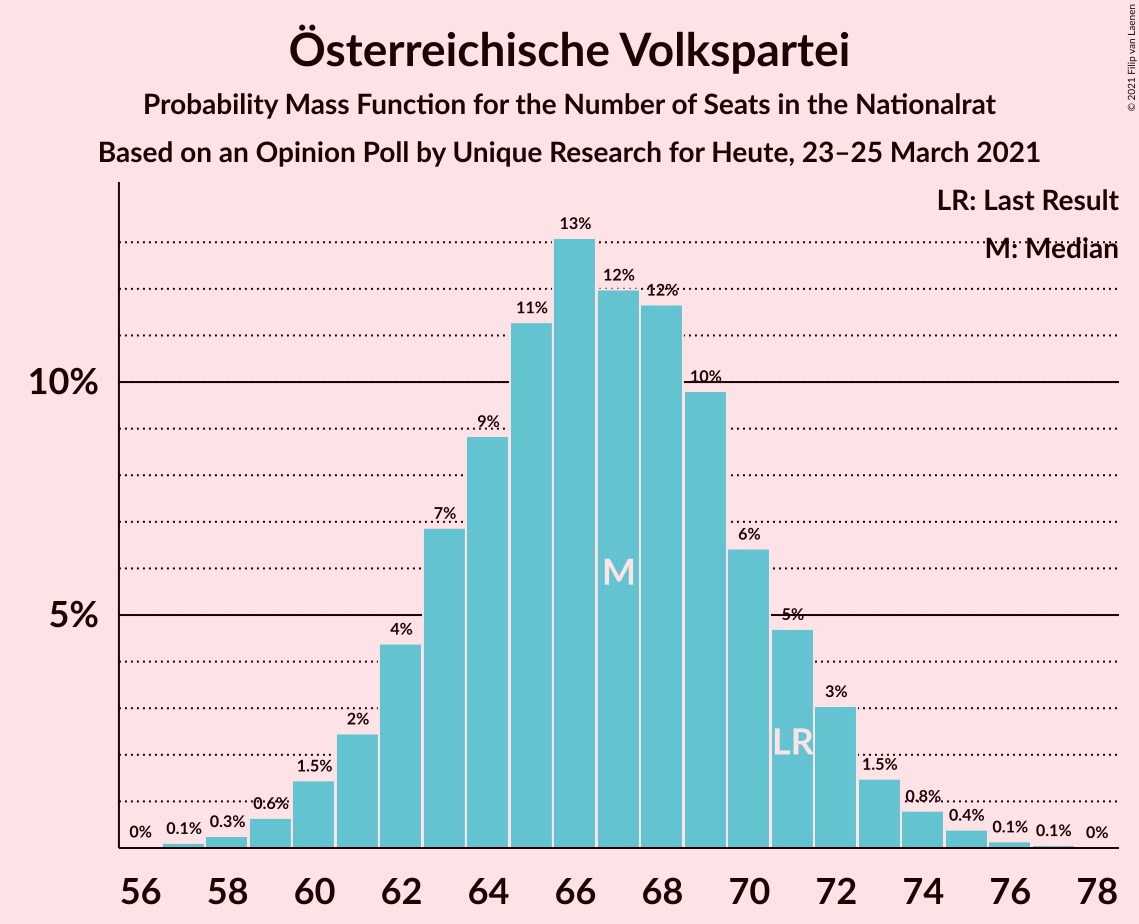 Österreichische Volkspartei
Probability Mass Function for the Number of Seats in the Nationalrat
Based on an Opinion Poll by Unique Research for Heute, 23–25 March 2021
© 2021 Filip van Laenen
LR: Last Result
M: Median
10%
5%
0%
0.1%
0.3%
0.6%
1.5%
2%
4%
7%
9%
11%
13%
12%
12%
10%
6%
5%
3%
1.5%
0.8%
0.4%
0.1%
0.1%
0%
M
LR
56 58 60 62 64 66 68 70 72 74 76 78